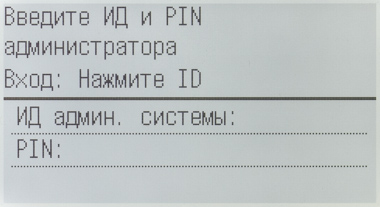 Введите ИД и PIN
администратора
Вход: Нажмите ID
ИД админ. системы:
PIN: